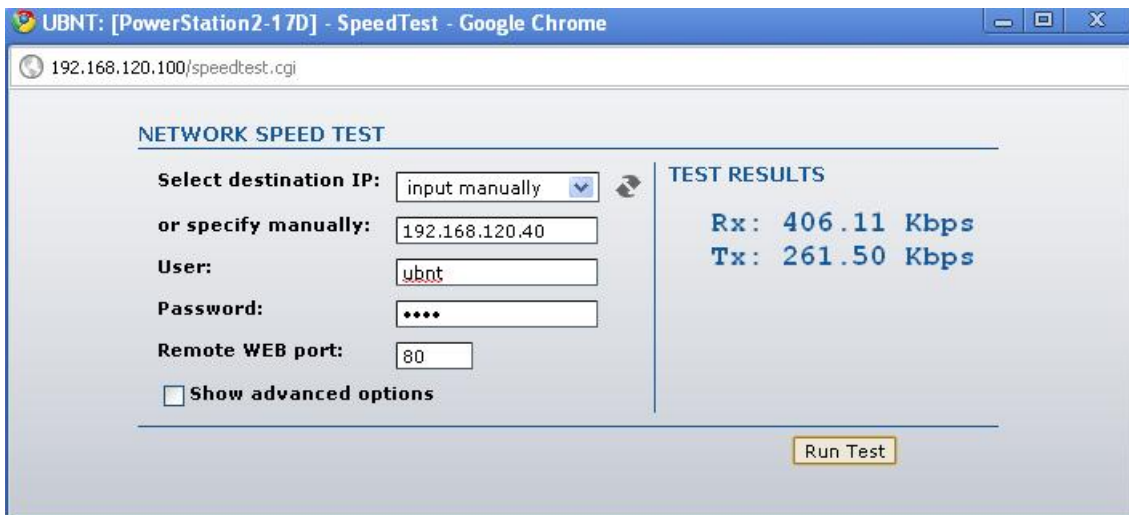 UBNT: [PowerStation2-17D] - SpeedTest - Google Chrome
192.168.120.100/speedtest.cgi
NETWORK SPEED TEST
Select destination IP: input manually
or specify manually: 192.168.120.40
User: ubnt
Password: ••••
Remote WEB port: 80
Show advanced options
TEST RESULTS
Rx: 406.11 Kbps
Tx: 261.50 Kbps
Run Test